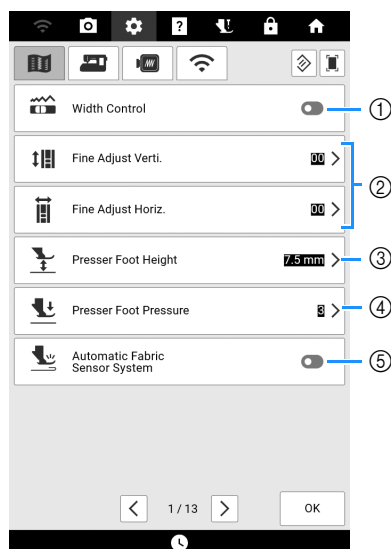 ?
Width Control
①
Fine Adjust Verti. 00
②
Fine Adjust Horiz. 00
Presser Foot Height 7.5 mm
③
Presser Foot Pressure 3
④
Automatic Fabric
Sensor System
⑤
1 / 13
OK